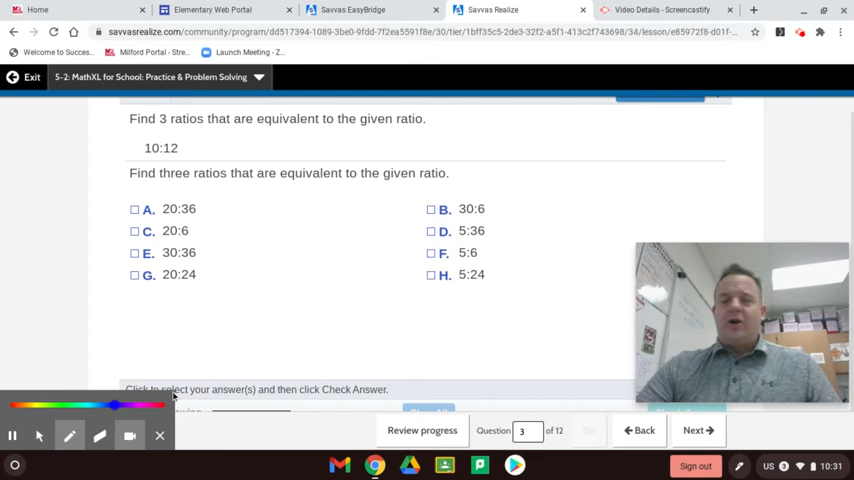 Home
Elementary Web Portal
Savvas EasyBridge
Savvas Realize
Video Details - Screencastify
savvasrealize.com/community/program/dd517394-1089-3be0-9fdd-7f2ea5591f8e/30/tier/1bff35c5-2de3-32f2-a5f1-413c2f743698/34/lesson/e85972f8-d01f-
Welcome to Succes...
Milford Portal - Stre...
Launch Meeting - Z...
Exit
5-2: MathXL for School: Practice & Problem Solving
Find 3 ratios that are equivalent to the given ratio.
10:12
Find three ratios that are equivalent to the given ratio.
A. 20:36
B. 30:6
C. 20:6
D. 5:36
E. 30:36
F. 5:6
G. 20:24
H. 5:24
Click to select your answer(s) and then click Check Answer.
Review progress
Question 3 of 12
Go
Back
Next
Sign out
US
3
10:31